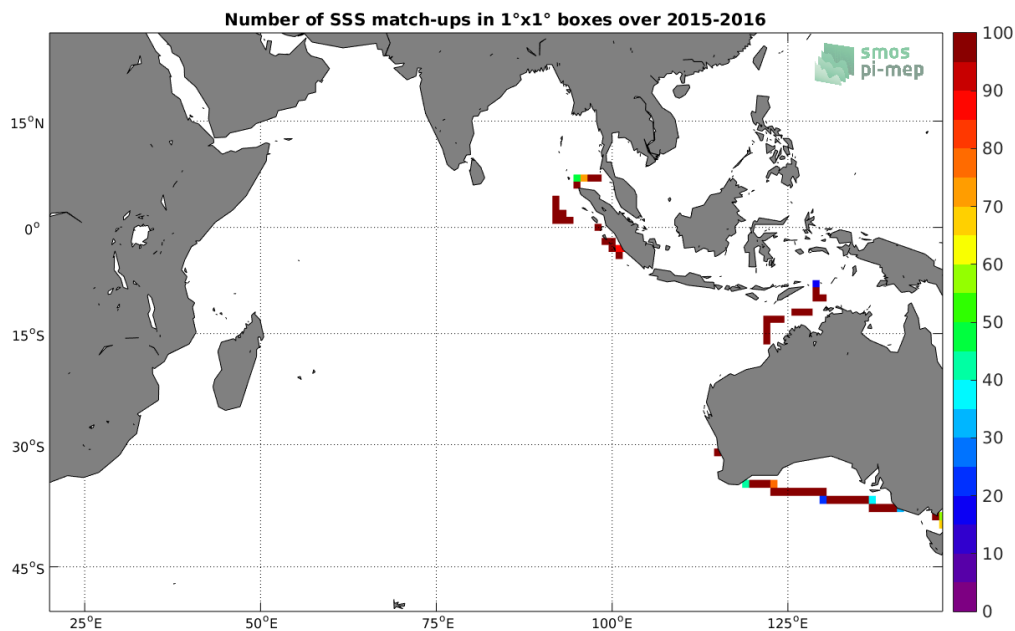 Number of SSS match-ups in 1°x1° boxes over 2015-2016
smos
pi-mep
15°N
0°
15°S
30°S
45°S
25°E
50°E
75°E
100°E
125°E
100
90
80
70
60
50
40
30
20
10
0